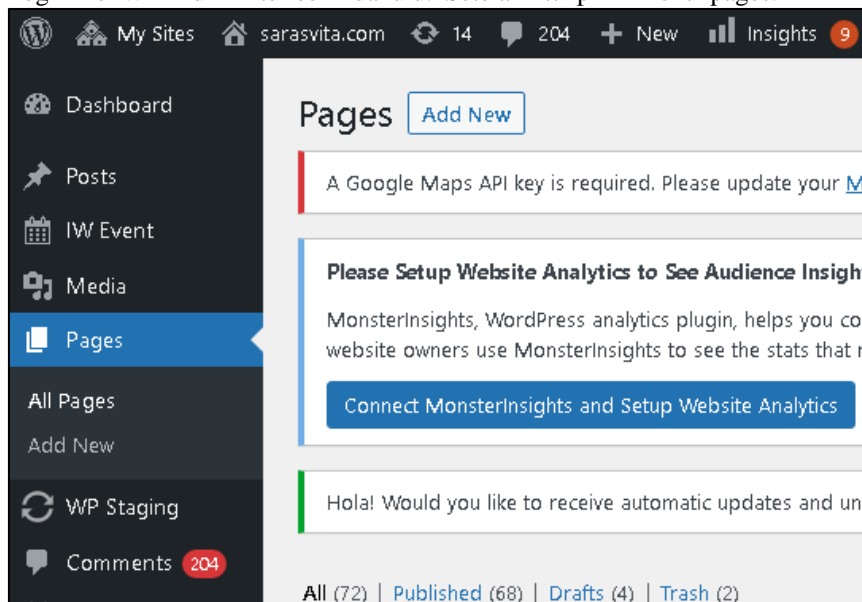 My Sites sarasvita.com 14 204 New Insights 9
Dashboard
Posts
IW Event
Media
Pages
All Pages
Add New
WP Staging
Comments 204
Pages Add New
A Google Maps API key is required. Please update your M
Please Setup Website Analytics to See Audience Insigh
MonsterInsights, WordPress analytics plugin, helps you co
website owners use MonsterInsights to see the stats that
Connect MonsterInsights and Setup Website Analytics
Hola! Would you like to receive automatic updates and un
All (72) | Published (68) | Drafts (4) | Trash (2)